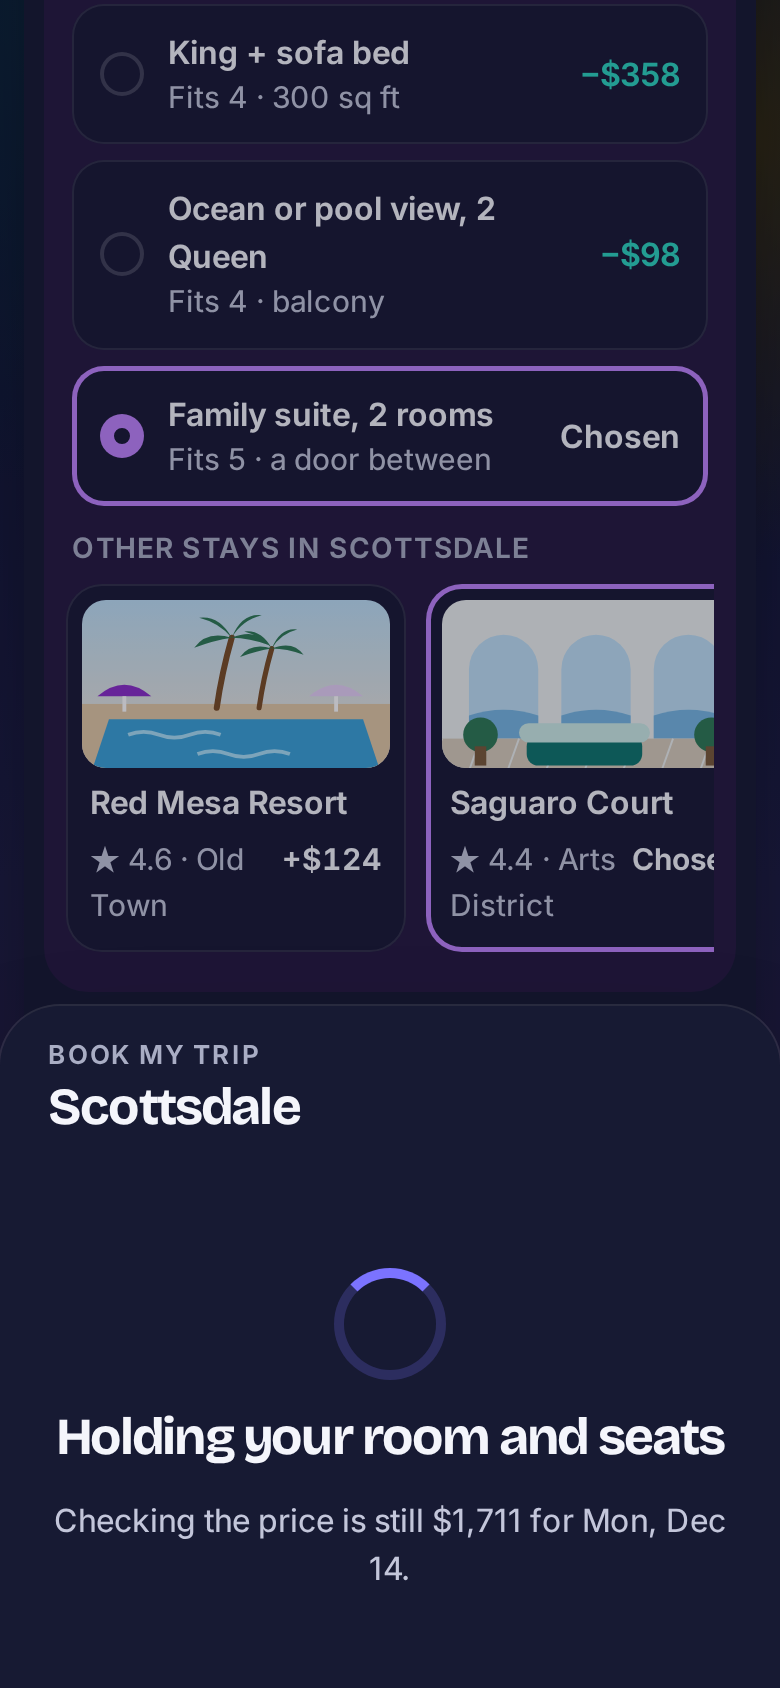 King + sofa bed
Fits 4 · 300 sq ft
−$358
Ocean or pool view, 2
Queen
Fits 4 · balcony
−$98
Family suite, 2 rooms
Fits 5 · a door between
Chosen
OTHER STAYS IN SCOTTSDALE
Red Mesa Resort
★ 4.6 · Old
Town
+$124
Saguaro Court
★ 4.4 · Arts
District
Chose
BOOK MY TRIP
Scottsdale
Holding your room and seats
Checking the price is still $1,711 for Mon, Dec
14.